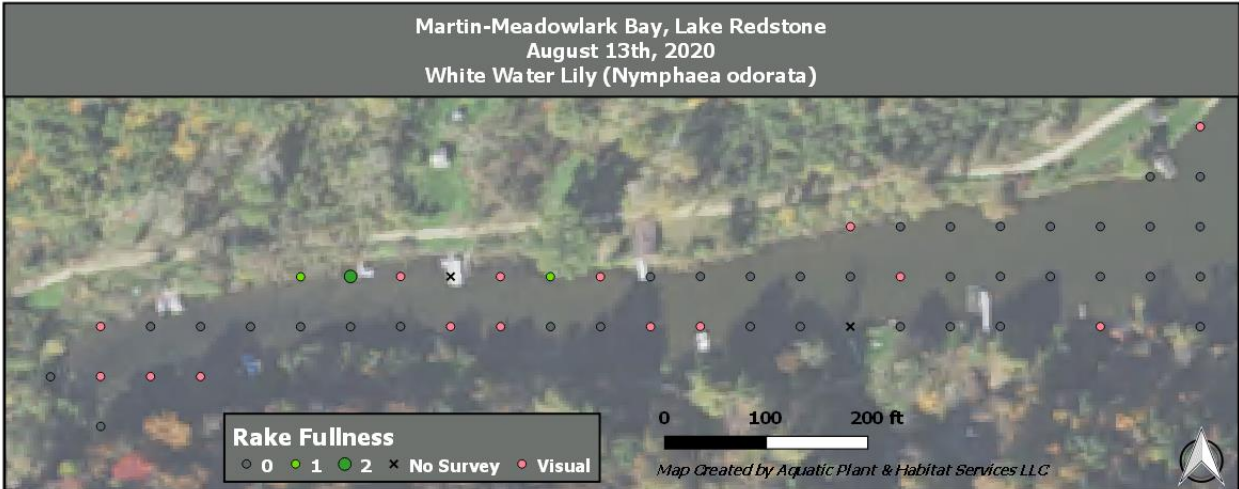 Martin-Meadowlark Bay, Lake Redstone
August 13th, 2020
White Water Lily (Nymphaea odorata)
Rake Fullness
0 1 2 No Survey Visual
0 100 200 ft
Map Created by Aquatic Plant & Habitat Services LLC